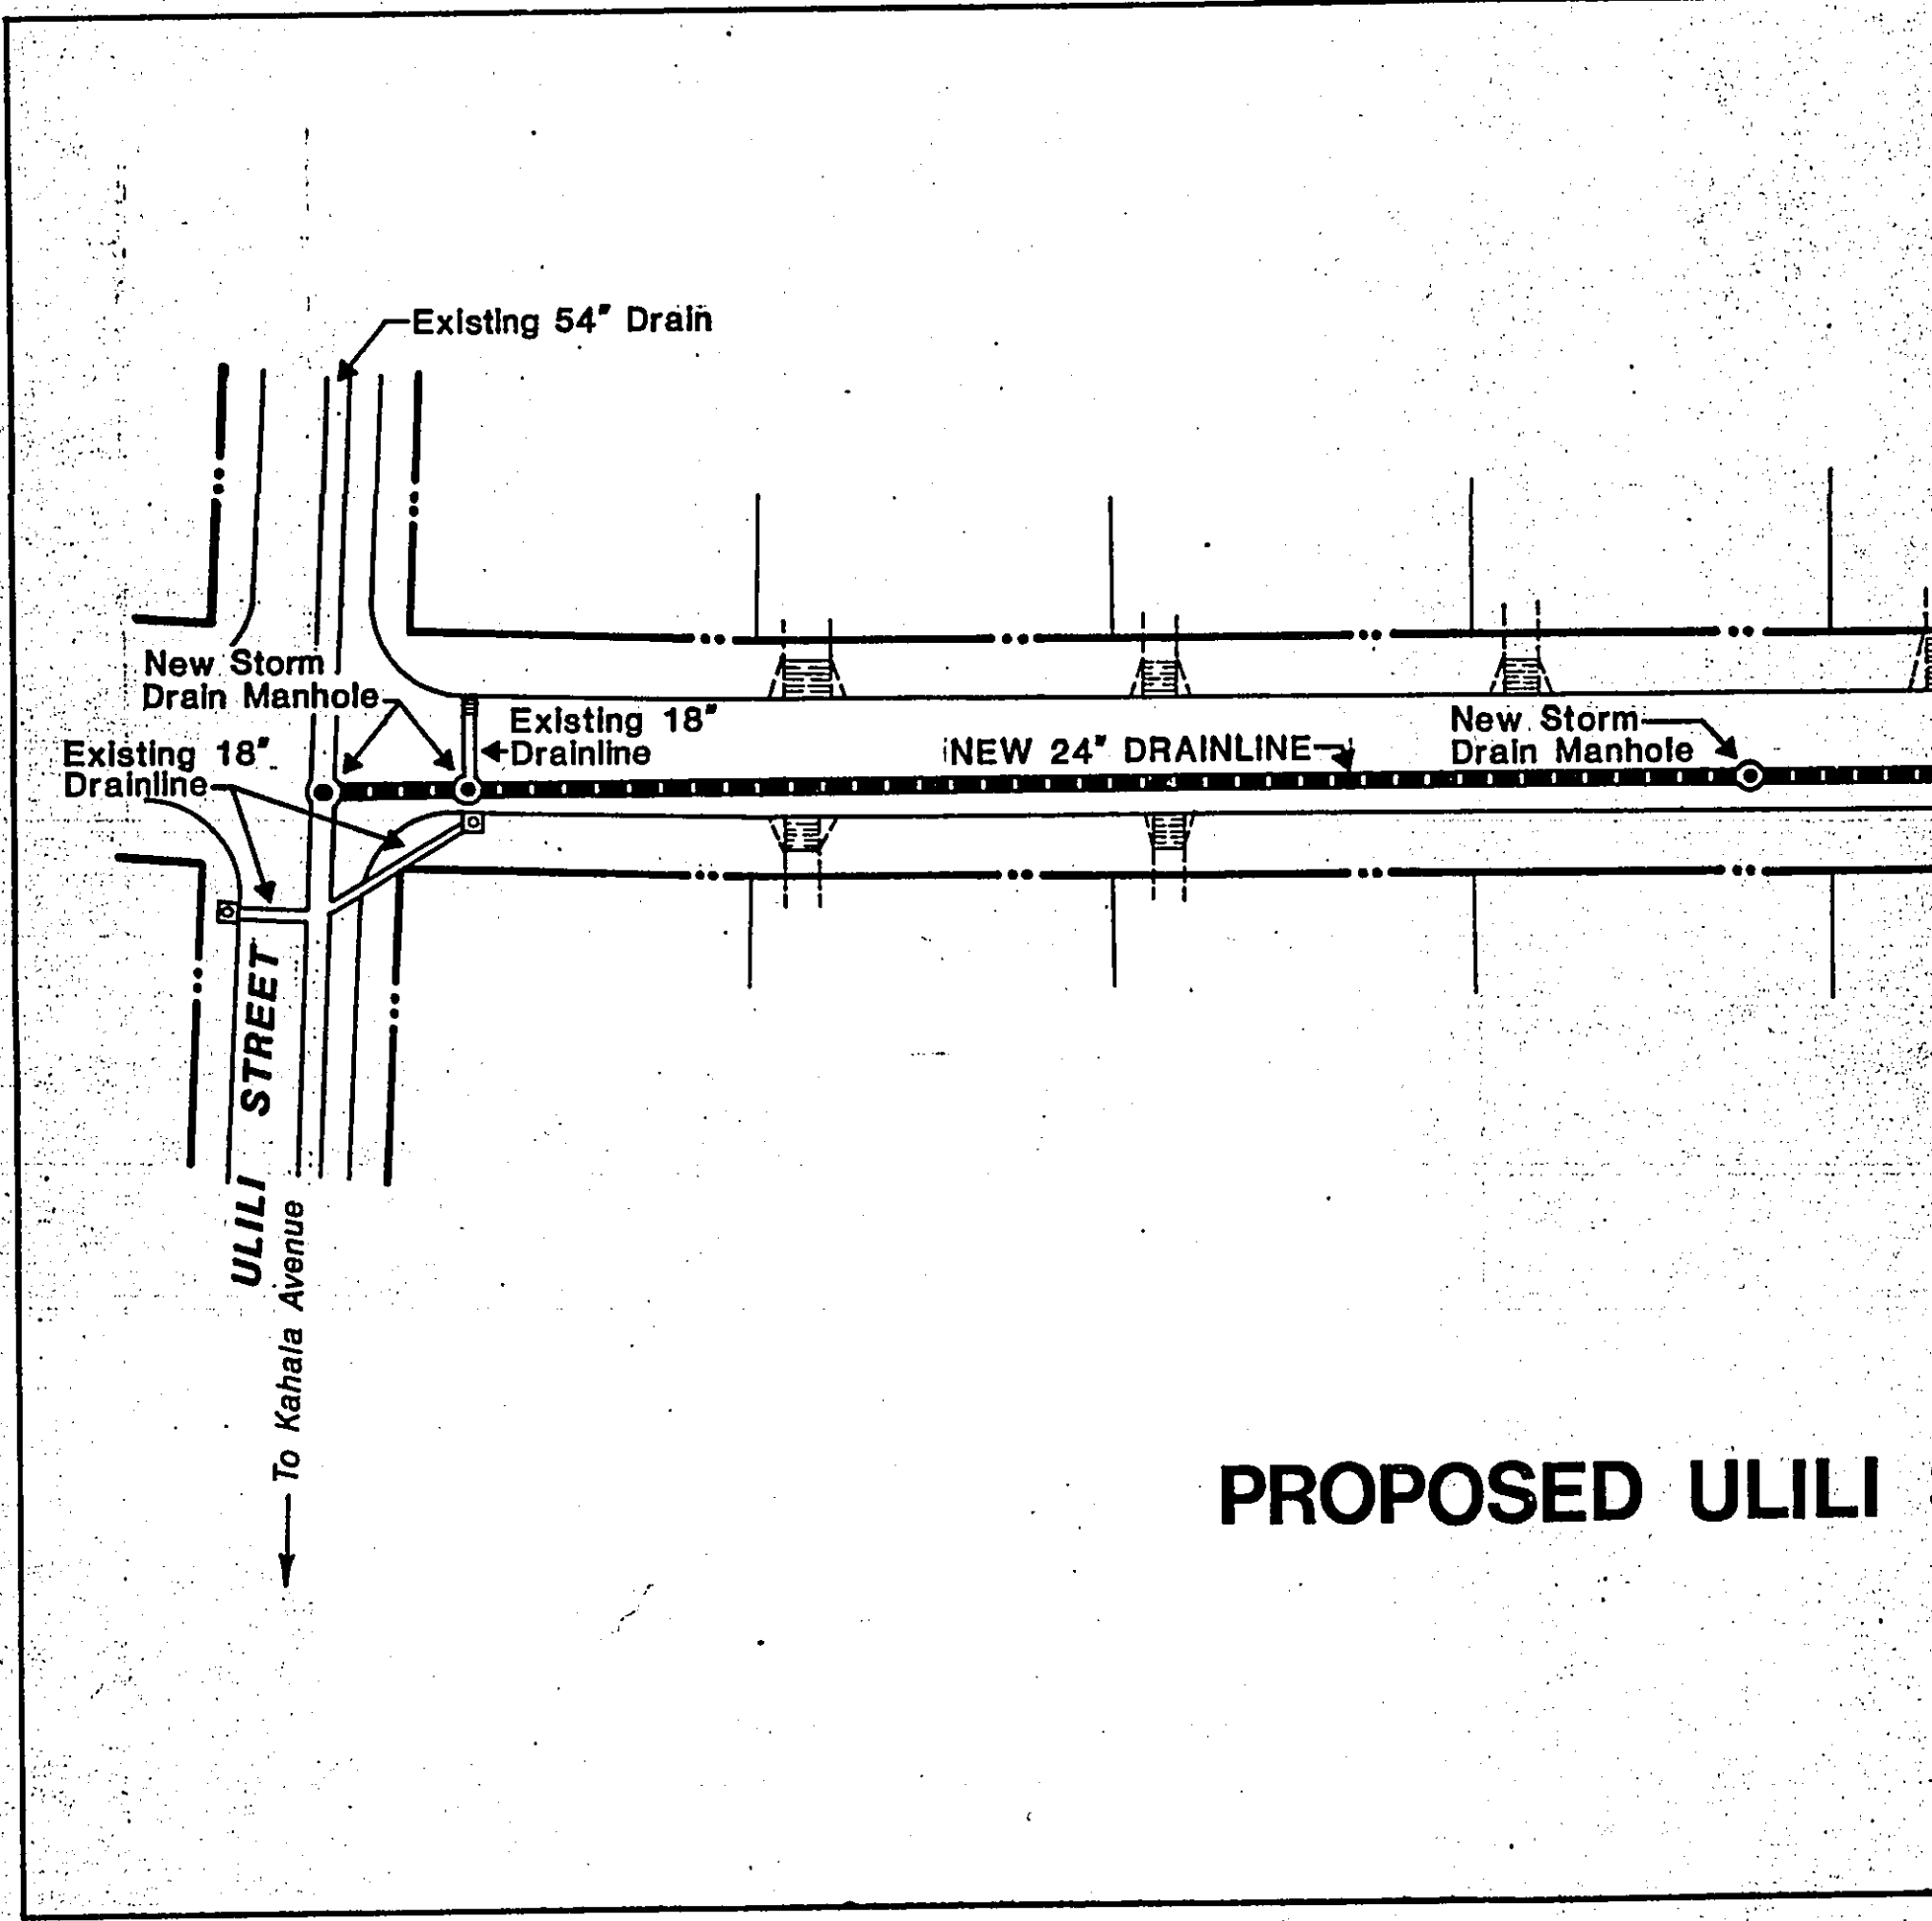 Existing 54" Drain
New Storm
Drain Manhole
Existing 18"
Drainline
Existing 18"
Drainline
NEW 24" DRAINLINE
New Storm
Drain Manhole
ULILI STREET
To Kahala Avenue
PROPOSED ULILI